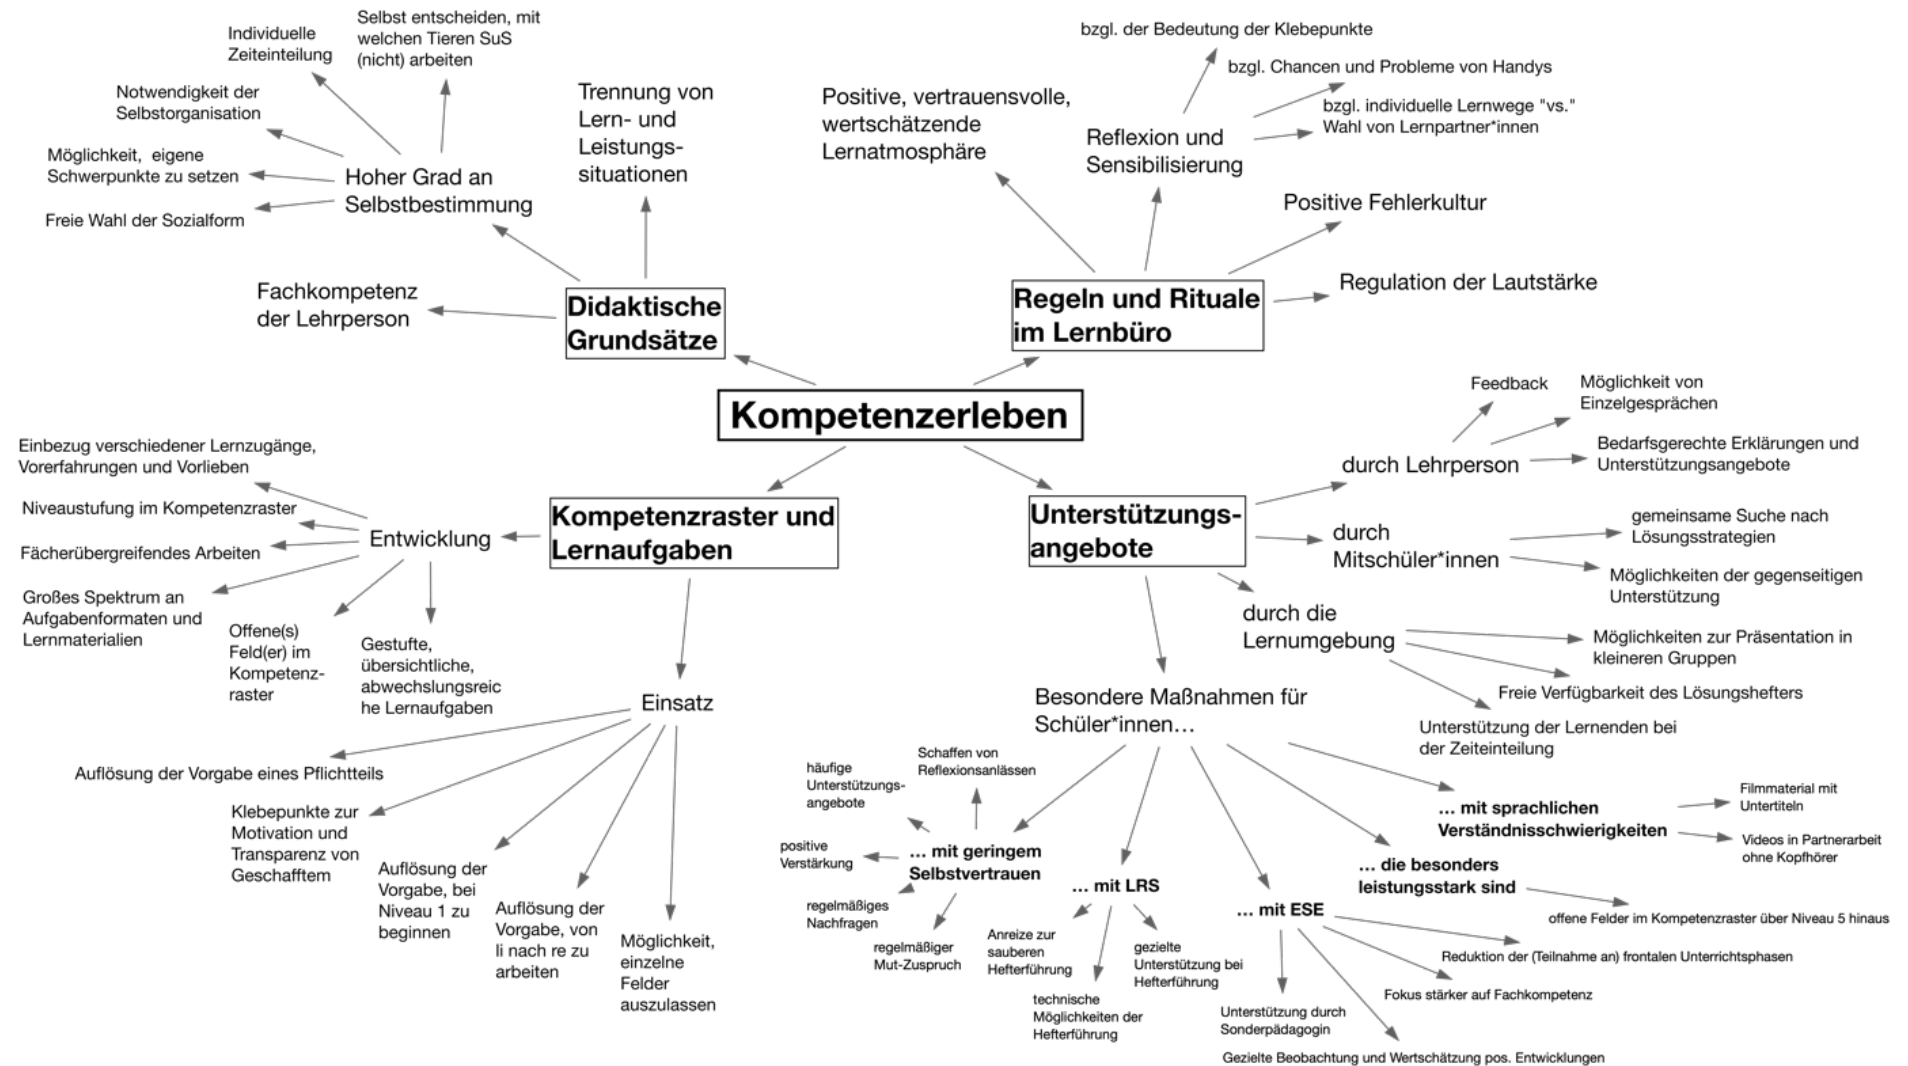 Individuelle
Zeiteinteilung
Selbst entscheiden, mit
welchen Tieren SuS
(nicht) arbeiten
Notwendigkeit der
Selbstorganisation
Möglichkeit, eigene
Schwerpunkte zu setzen
Freie Wahl der Sozialform
Hoher Grad an
Selbstbestimmung
Trennung von
Lern- und
Leistungs-
situationen
Fachkompetenz
der Lehrperson
Didaktische
Grundsätze
Positive, vertrauensvolle,
wertschätzende
Lernatmosphäre
bzgl. der Bedeutung der Klebepunkte
bzgl. Chancen und Probleme von Handys
bzgl. individuelle Lernwege "vs."
Wahl von Lernpartner*innen
Reflexion und
Sensibilisierung
Positive Fehlerkultur
Regulation der Lautstärke
Regeln und Rituale
im Lernbüro
Kompetenzerleben
Einbezug verschiedener Lernzugänge,
Vorerfahrungen und Vorlieben
Niveaustufung im Kompetenzraster
Fächerübergreifendes Arbeiten
Großes Spektrum an
Aufgabenformaten und
Lernmaterialien
Offene(s)
Feld(er) im
Kompetenz-
raster
Gestufte,
übersichtliche,
abwechslungsreic
he Lernaufgaben
Entwicklung
Kompetenzraster und
Lernaufgaben
Einsatz
Auflösung der Vorgabe eines Pflichtteils
Klebepunkte zur
Motivation und
Transparenz von
Geschafftem
Auflösung der
Vorgabe, bei
Niveau 1 zu
beginnen
Auflösung der
Vorgabe, von
li nach re zu
arbeiten
Möglichkeit,
einzelne
Felder
auszulassen
Unterstützungs-
angebote
durch Lehrperson
Feedback
Möglichkeit von
Einzelgesprächen
Bedarfsgerechte Erklärungen und
Unterstützungsangebote
durch
Mitschüler*innen
gemeinsame Suche nach
Lösungsstrategien
Möglichkeiten der gegenseitigen
Unterstützung
durch die
Lernumgebung
Möglichkeiten zur Präsentation in
kleineren Gruppen
Freie Verfügbarkeit des Lösungshefters
Unterstützung der Lernenden bei
der Zeiteinteilung
Besondere Maßnahmen für
Schüler*innen…
Schaffen von
Reflexionsanlässen
häufige
Unterstützungs-
angebote
positive
Verstärkung
regelmäßiges
Nachfragen
regelmäßiger
Mut-Zuspruch
… mit geringem
Selbstvertrauen
… mit LRS
Anreize zur
sauberen
Hefterführung
technische
Möglichkeiten der
Hefterführung
gezielte
Unterstützung bei
Hefterführung
… mit ESE
Unterstützung durch
Sonderpädagogin
Gezielte Beobachtung und Wertschätzung pos. Entwicklungen
Fokus stärker auf Fachkompetenz
Reduktion der (Teilnahme an) frontalen Unterrichtsphasen
… die besonders
leistungsstark sind
offene Felder im Kompetenzraster über Niveau 5 hinaus
… mit sprachlichen
Verständnisschwierigkeiten
Filmmaterial mit
Untertiteln
Videos in Partnerarbeit
ohne Kopfhörer